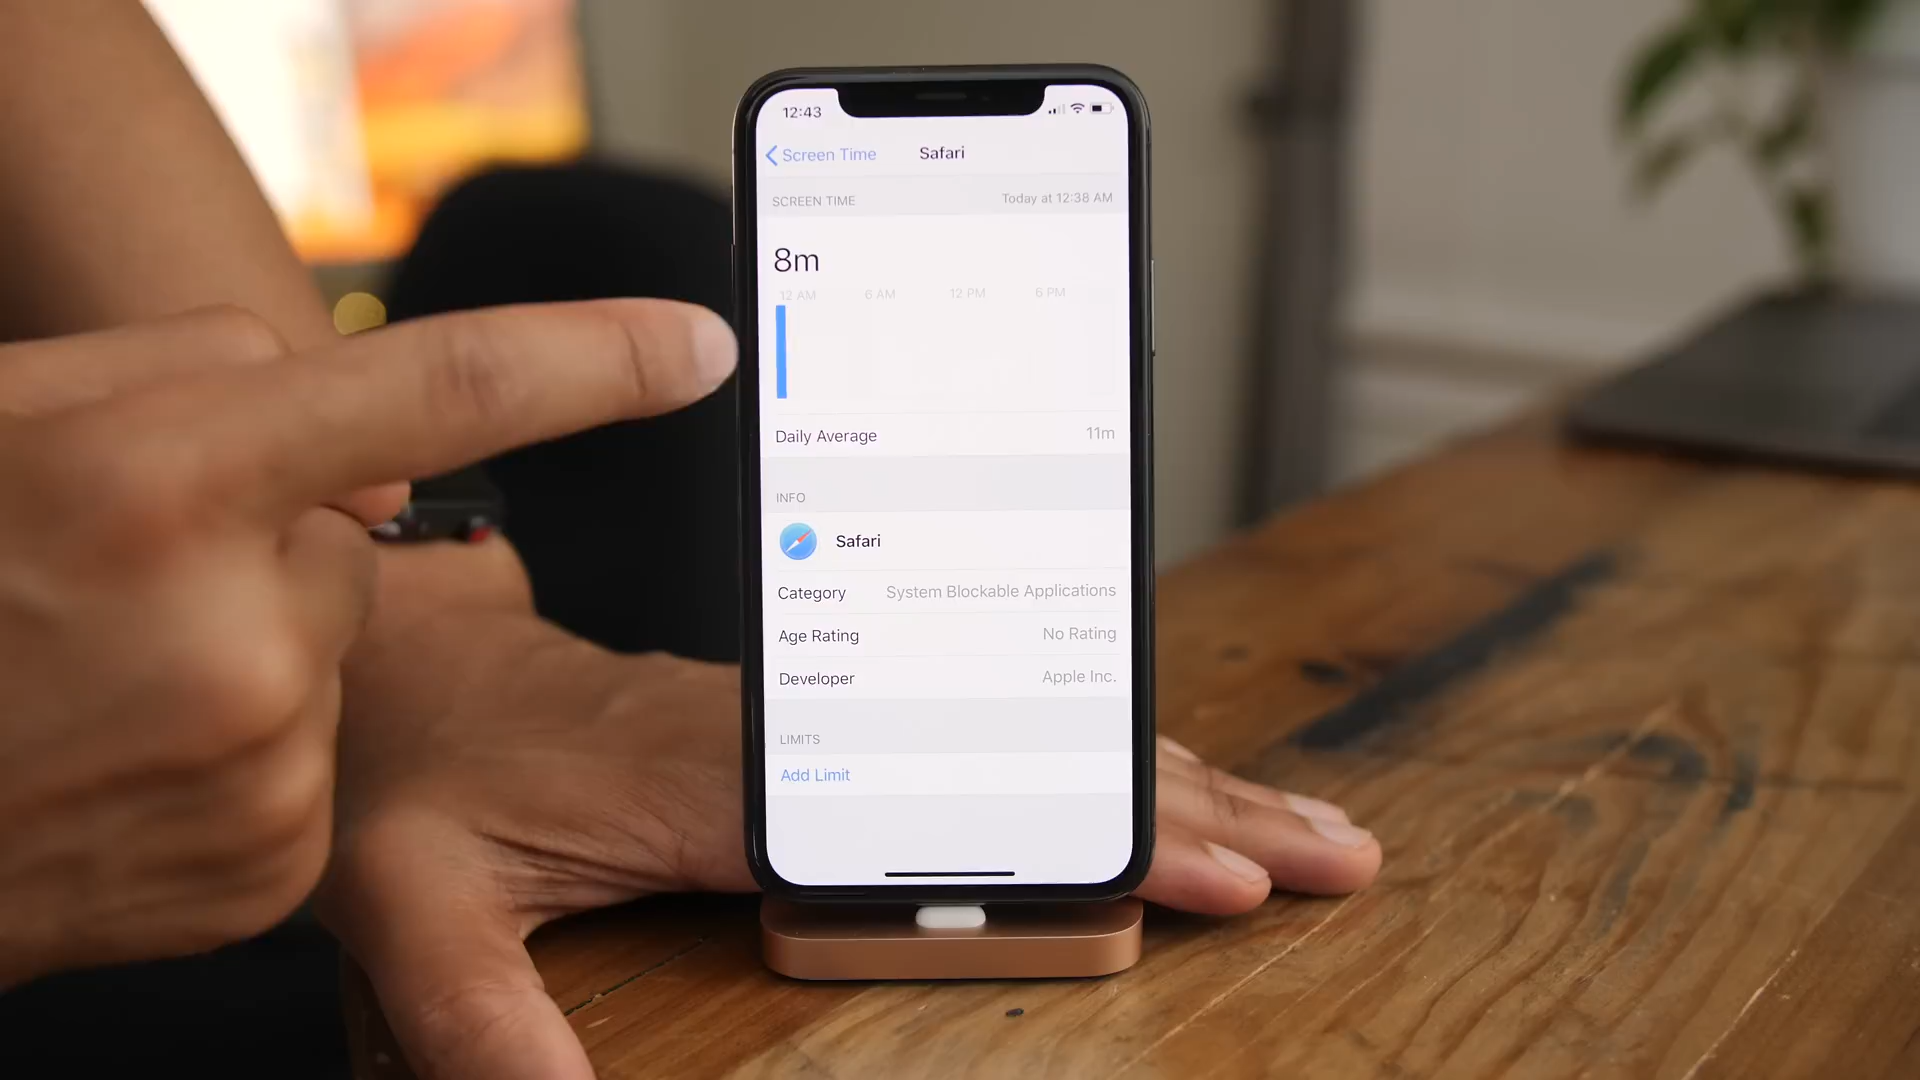 12:43
Screen Time Safari
SCREEN TIME Today at 12:38 AM
8m
12 AM 6 AM 12 PM 6 PM
Daily Average 11m
INFO
Safari
Category System Blockable Applications
Age Rating No Rating
Developer Apple Inc.
LIMITS
Add Limit